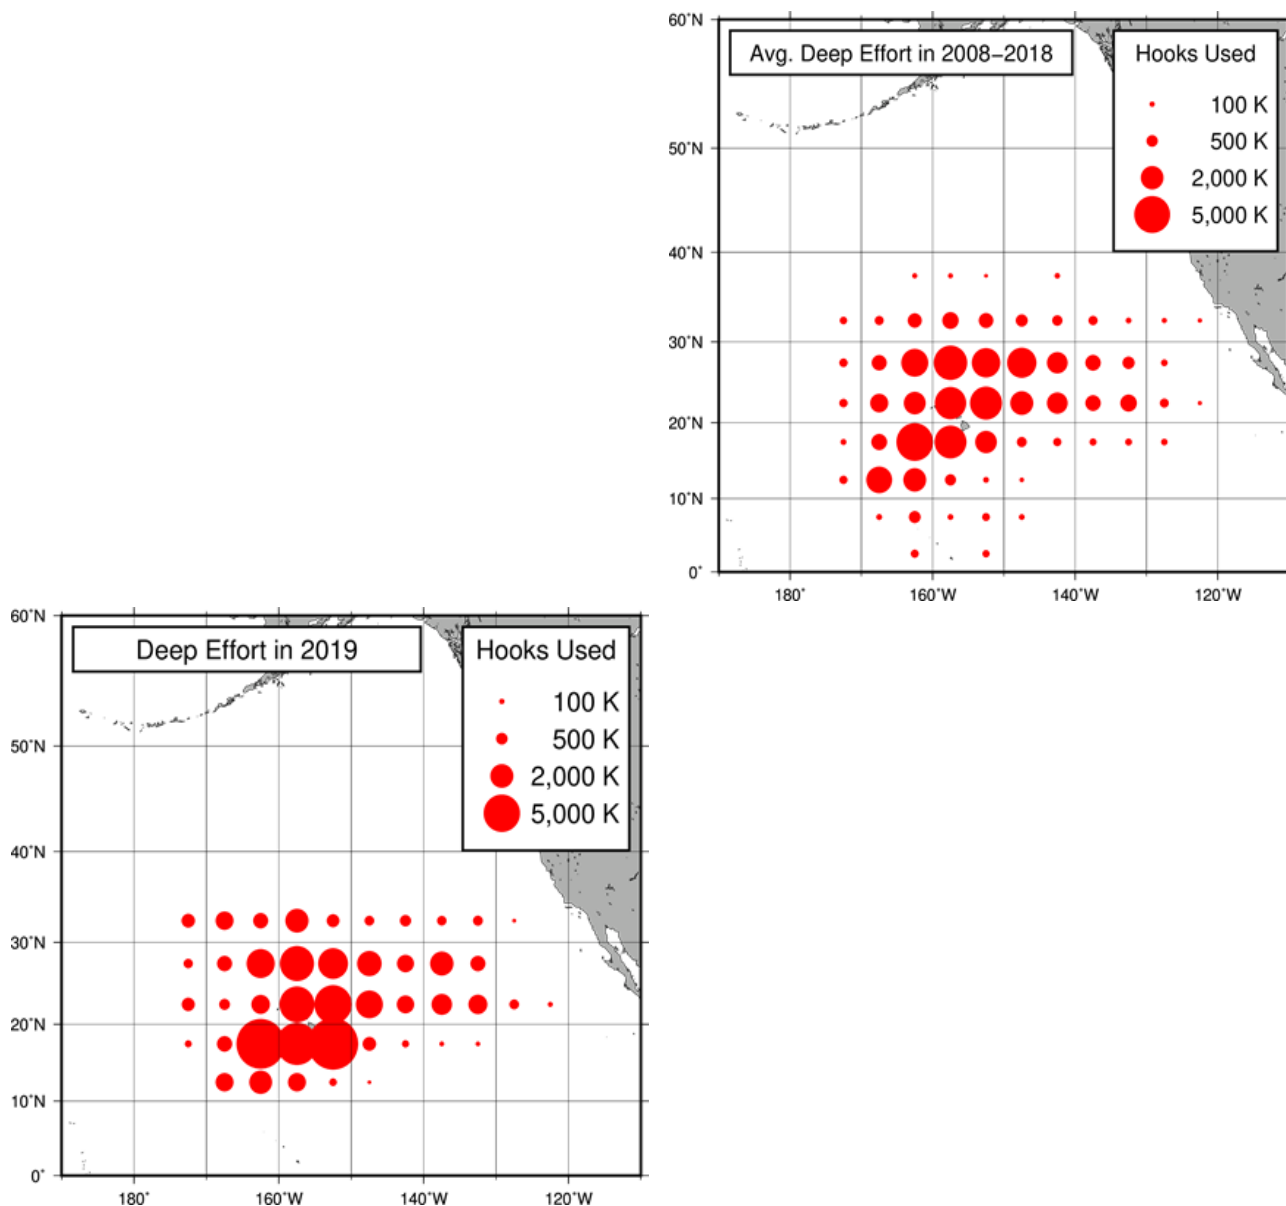 60°N
Avg. Deep Effort in 2008–2018
Hooks Used
100 K
500 K
2,000 K
5,000 K
50°N
40°N
30°N
20°N
10°N
0°
180°
160°W
140°W
120°W
60°N
Deep Effort in 2019
Hooks Used
100 K
500 K
2,000 K
5,000 K
50°N
40°N
30°N
20°N
10°N
0°
180°
160°W
140°W
120°W